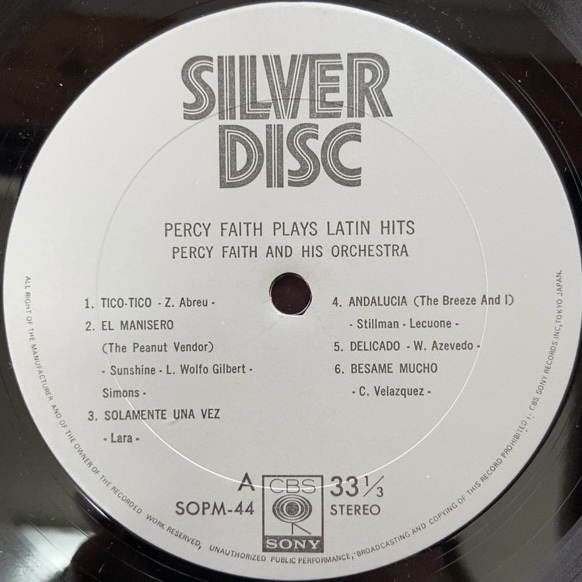 SILVER
DISC
PERCY FAITH PLAYS LATIN HITS
PERCY FAITH AND HIS ORCHESTRA
1. TICO-TICO - Z. Abreu -
2. EL MANISERO
(The Peanut Vendor)
- Sunshine - L. Wolfo Gilbert -
Simons -
3. SOLAMENTE UNA VEZ
- Lara -
4. ANDALUCIA (The Breeze And I)
- Stillman - Lecuone -
5. DELICADO - W. Azevedo -
6. BESAME MUCHO
- C. Velazquez -
A
SOPM-44
CBS
SONY
33 1/3
STEREO
ALL RIGHT OF THE MANUFACTURER AND OF THE OWNER OF THE RECORDED WORK RESERVED, UNAUTHORIZED PUBLIC PERFORMANCE, BROADCASTING AND COPYING OF THIS RECORD PROHIBITED; CBS SONY RECORDS INC, TOKYO JAPAN.